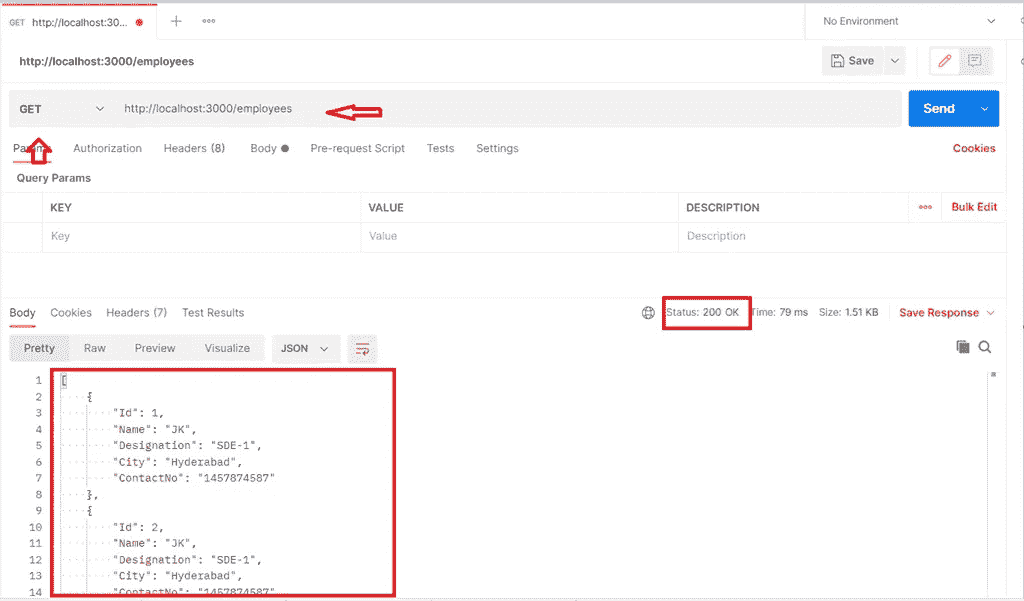 GET http://localhost:30...
No Environment
http://localhost:3000/employees
Save
GET http://localhost:3000/employees
Send
Params Authorization Headers (8) Body Pre-request Script Tests Settings Cookies
Query Params
KEY VALUE DESCRIPTION Bulk Edit
Key Value Description
Body Cookies Headers (7) Test Results Status: 200 OK Time: 79 ms Size: 1.51 KB Save Response
Pretty Raw Preview Visualize JSON
1 [
2 {
3 "Id": 1,
4 "Name": "JK",
5 "Designation": "SDE-1",
6 "City": "Hyderabad",
7 "ContactNo": "1457874587"
8 },
9 {
10 "Id": 2,
11 "Name": "JK",
12 "Designation": "SDE-1",
13 "City": "Hyderabad",
14 "ContactNo": "1457874587"